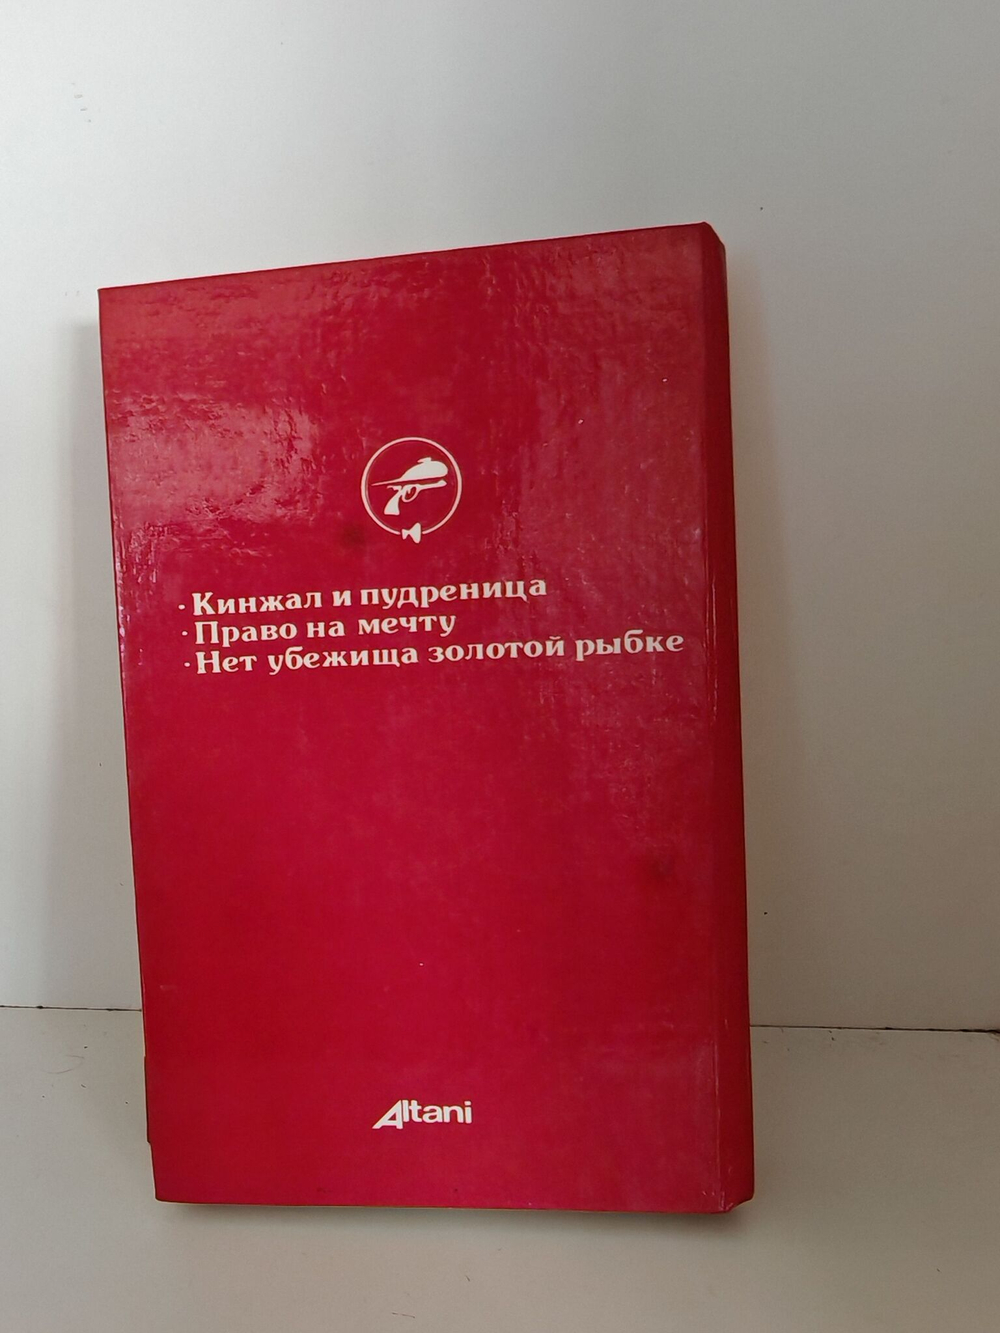 · Кинжал и пудреница
· Право на мечту
· Нет убежища золотой рыбке
Altani